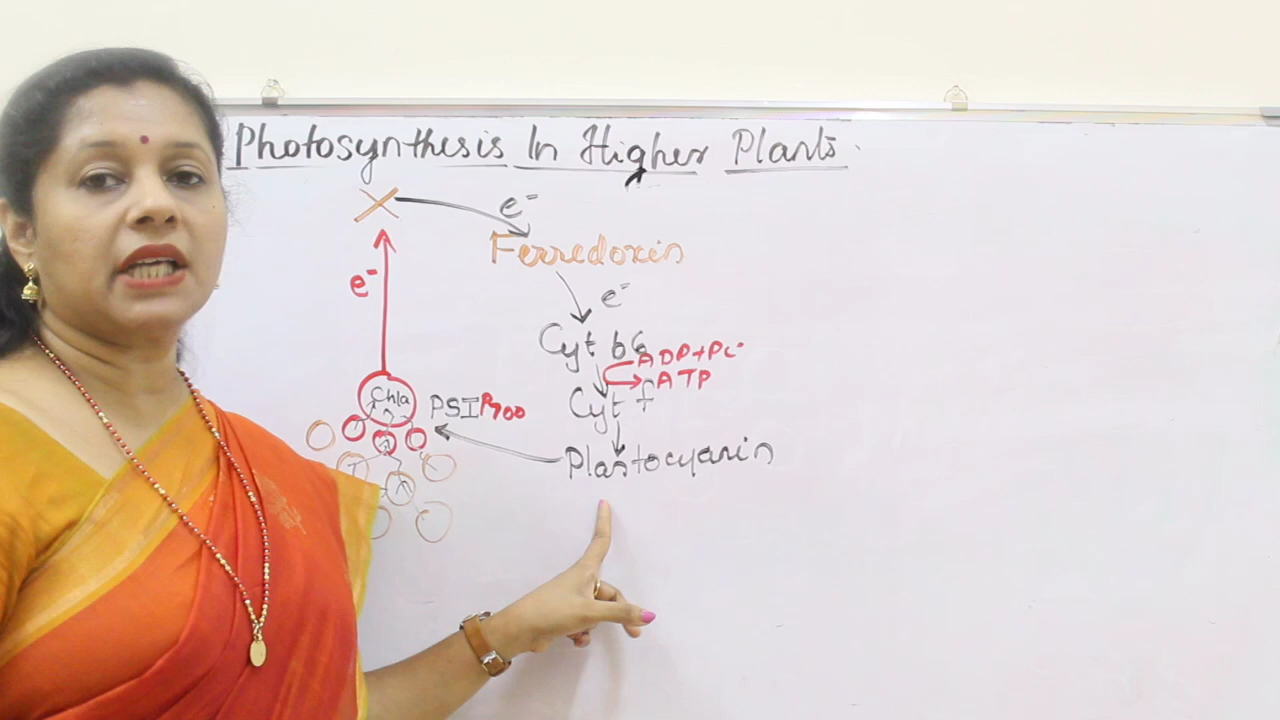 Photosynthesis In Higher Plants.
X
e⁻
Ferredoxin
e⁻
e⁻
Cyt b6
ADP+Pi
ATP
Chla
PSI P700
Cyt f
Plastocyanin